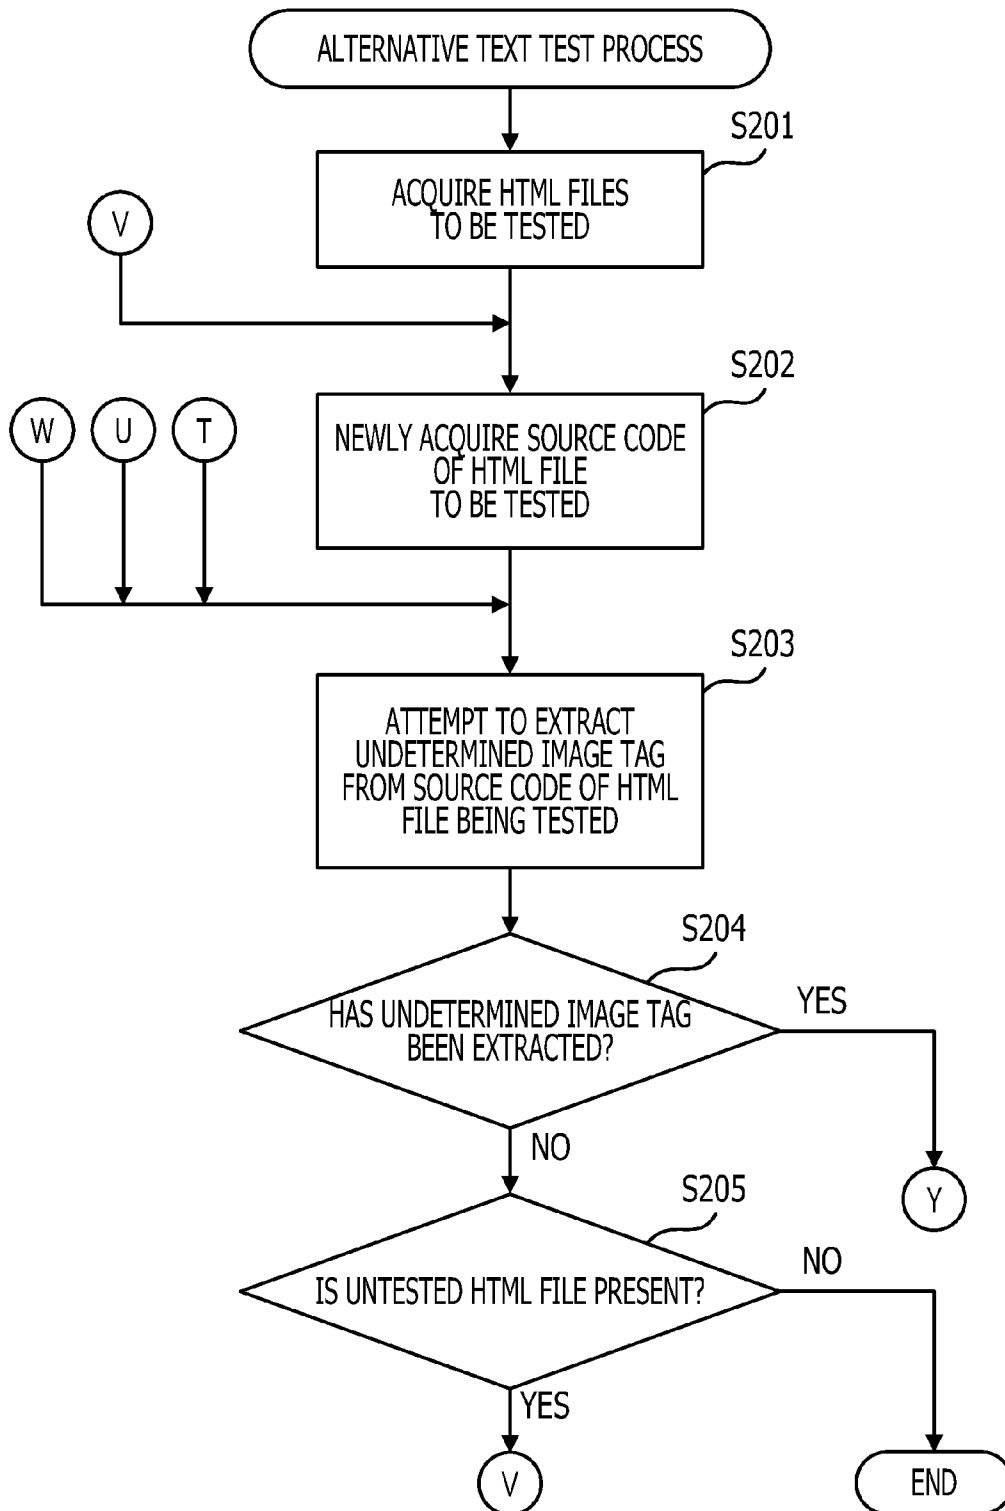 ALTERNATIVE TEXT TEST PROCESS
S201
ACQUIRE HTML FILES
TO BE TESTED
V
S202
NEWLY ACQUIRE SOURCE CODE
OF HTML FILE
TO BE TESTED
W
U
T
S203
ATTEMPT TO EXTRACT
UNDETERMINED IMAGE TAG
FROM SOURCE CODE OF HTML
FILE BEING TESTED
S204
HAS UNDETERMINED IMAGE TAG
BEEN EXTRACTED?
YES
NO
Y
S205
IS UNTESTED HTML FILE PRESENT?
NO
YES
V
END